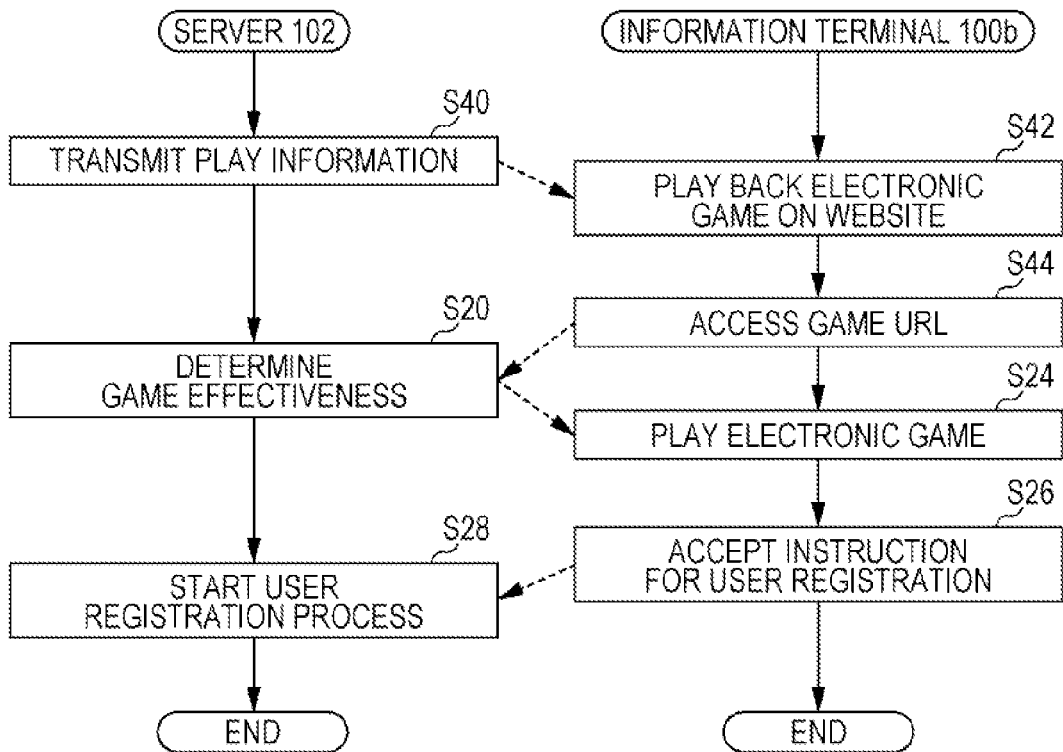 SERVER 102
INFORMATION TERMINAL 100b
S40
TRANSMIT PLAY INFORMATION
S42
PLAY BACK ELECTRONIC
GAME ON WEBSITE
S44
ACCESS GAME URL
S20
DETERMINE
GAME EFFECTIVENESS
S24
PLAY ELECTRONIC GAME
S26
ACCEPT INSTRUCTION
FOR USER REGISTRATION
S28
START USER
REGISTRATION PROCESS
END
END